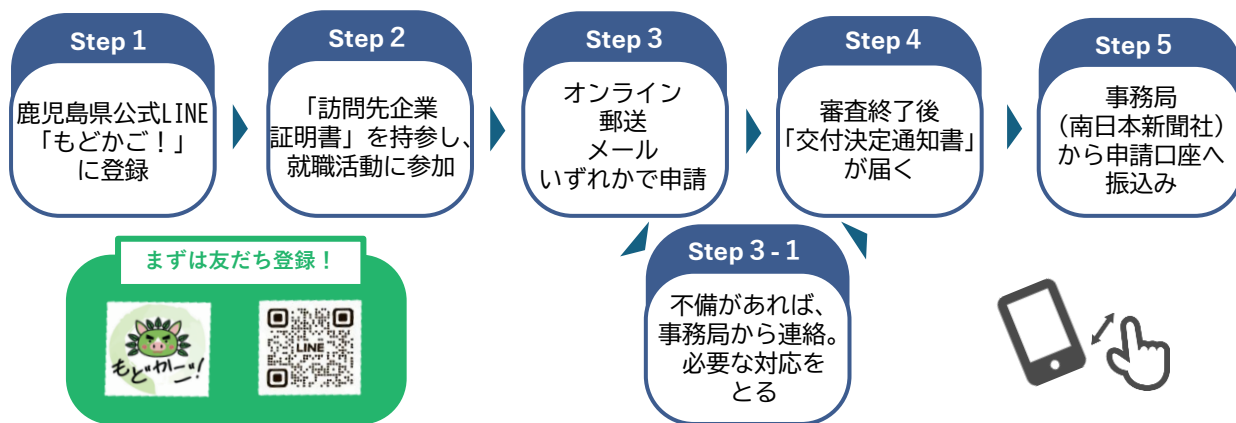 Step 1
鹿児島県公式LINE
「もどかご！」
に登録
Step 2
「訪問先企業
証明書」を持参し、
就職活動に参加
Step 3
オンライン
郵送
メール
いずれかで申請
Step 4
審査終了後
「交付決定通知書」
が届く
Step 5
事務局
（南日本新聞社）
から申請口座へ
振込み
Step 3 - 1
不備があれば、
事務局から連絡。
必要な対応を
とる
まずは友だち登録！
もどかご！
LINE